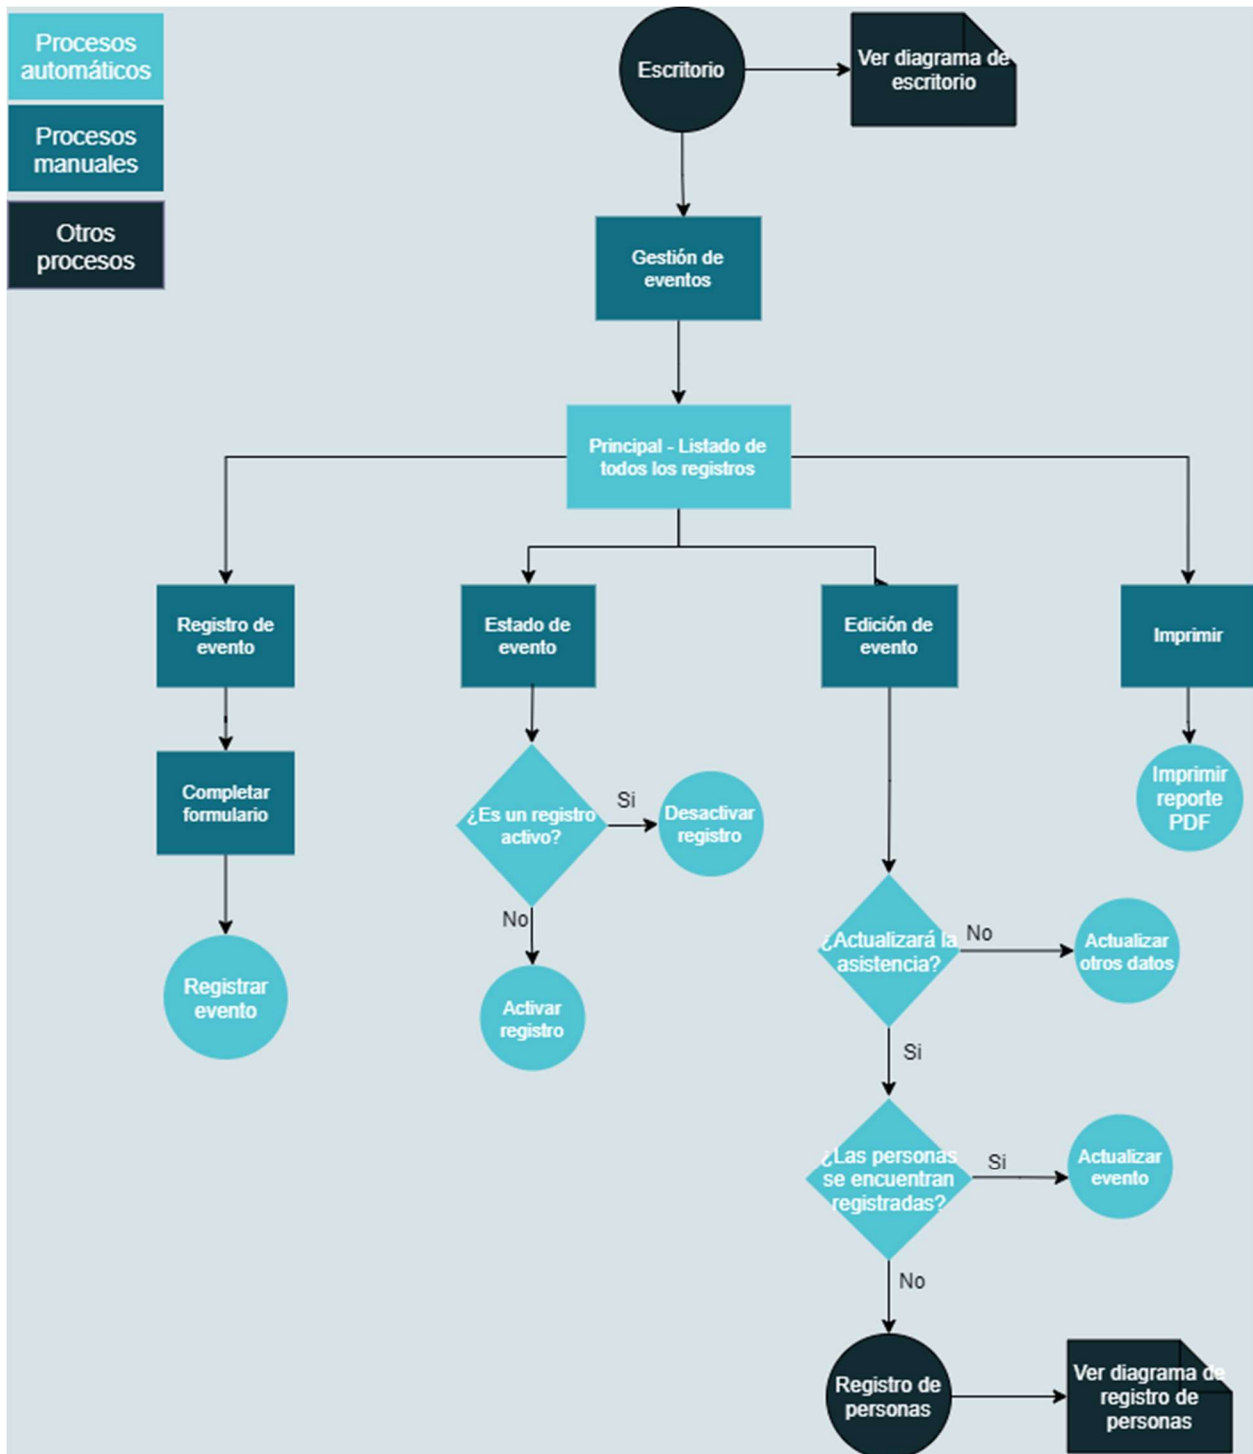 Procesos
automáticos
Procesos
manuales
Otros
procesos
Escritorio
Ver diagrama de
escritorio
Gestión de
eventos
Principal - Listado de
todos los registros
Registro de
evento
Estado de
evento
Edición de
evento
Imprimir
Completar
formulario
¿Es un registro
activo?
Si
Desactivar
registro
Imprimir
reporte
PDF
No
Registrar
evento
Activar
registro
¿Actualizará la
asistencia?
No
Actualizar
otros datos
Si
¿Las personas
se encuentran
registradas?
Si
Actualizar
evento
No
Registro de
personas
Ver diagrama de
registro de
personas